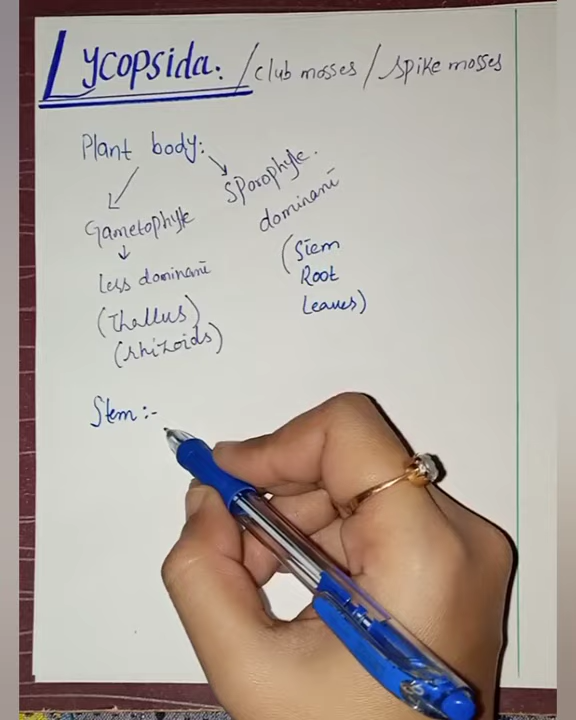 Lycopsida: /club mosses / spike mosses
Plant body:
Gametophyte
less dominant
(Thallus)
(rhizoids)
Sporophyte.
dominant
(Stem
Root
Leaves)
Stem :-